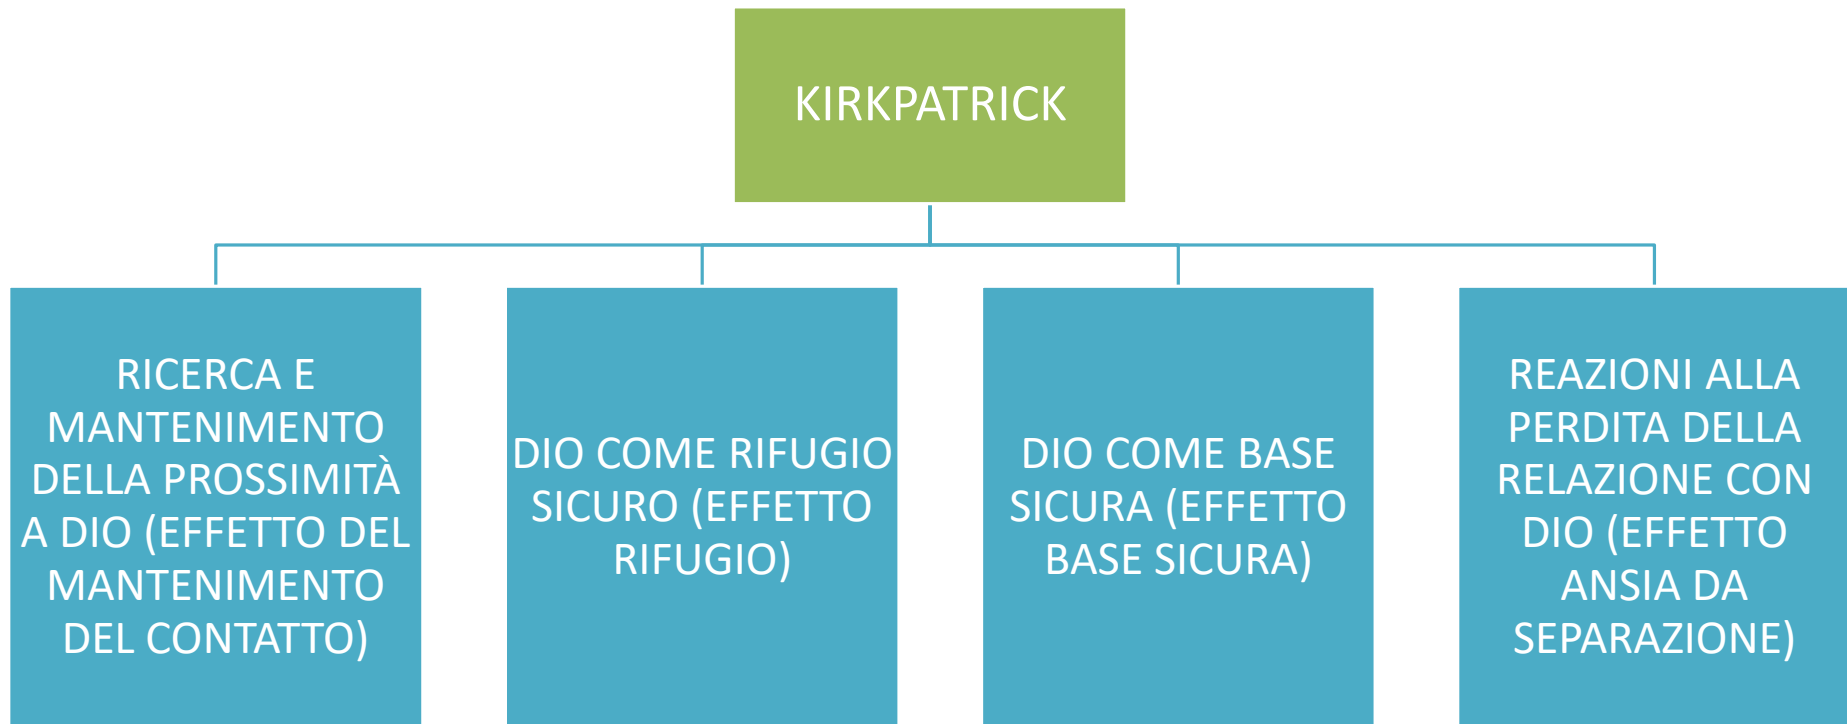 KIRKPATRICK
RICERCA E
MANTENIMENTO
DELLA PROSSIMITÀ
A DIO (EFFETTO DEL
MANTENIMENTO
DEL CONTATTO)
DIO COME RIFUGIO
SICURO (EFFETTO
RIFUGIO)
DIO COME BASE
SICURA (EFFETTO
BASE SICURA)
REAZIONI ALLA
PERDITA DELLA
RELAZIONE CON
DIO (EFFETTO
ANSIA DA
SEPARAZIONE)